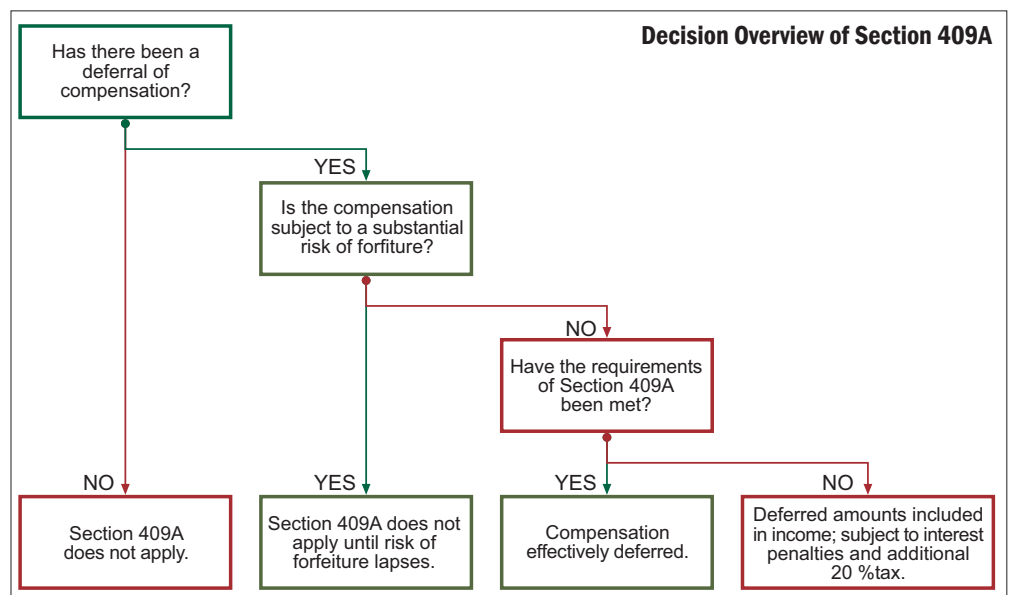 Decision Overview of Section 409A
Has there been a
deferral of
compensation?
YES
Is the compensation
subject to a substantial
risk of forfiture?
NO
Have the requirements
of Section 409A
been met?
NO
YES
YES
NO
Section 409A
does not apply.
Section 409A does not
apply until risk of
forfeiture lapses.
Compensation
effectively deferred.
Deferred amounts included
in income; subject to interest
penalties and additional
20 %tax.